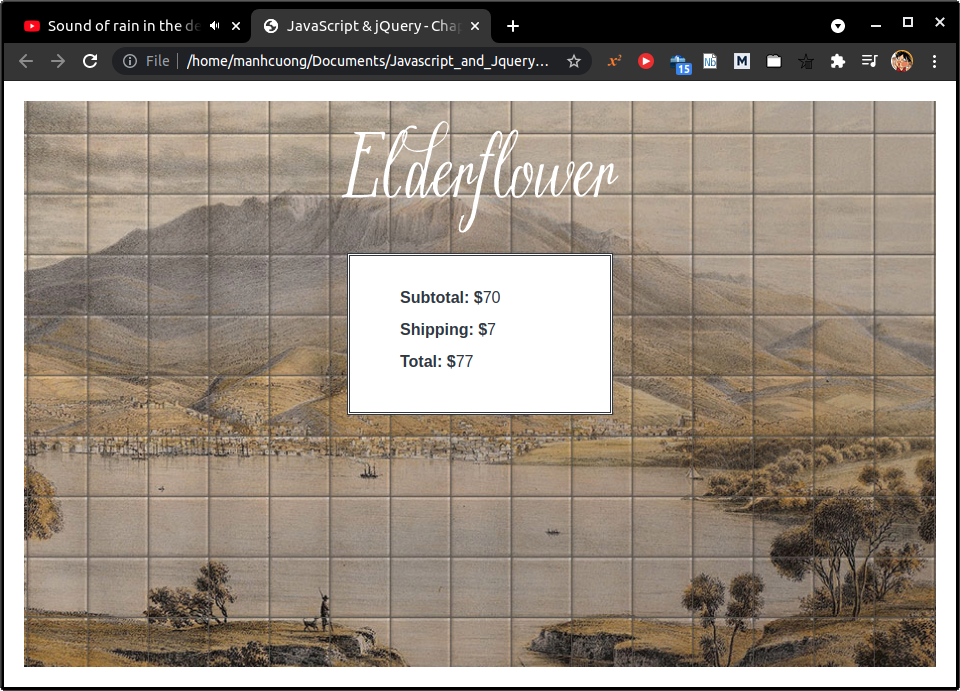 Sound of rain in the de
JavaScript & jQuery - Chap
File
/home/manhcuong/Documents/Javascript_and_Jquery...
x²
15
M
Elderflower
Subtotal: $70
Shipping: $7
Total: $77